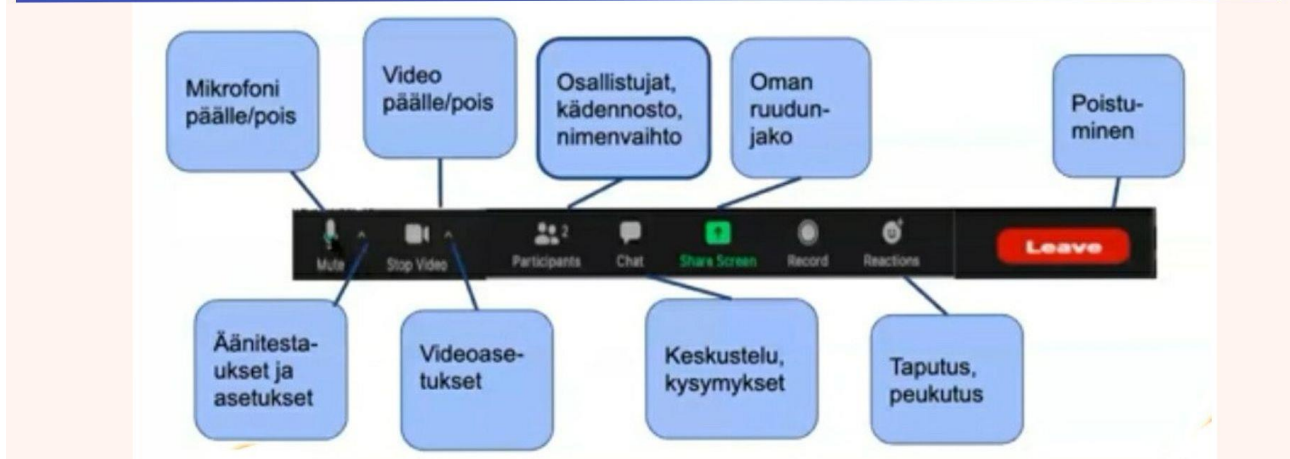 Mikrofoni
päälle/pois
Video
päälle/pois
Osallistujat,
kädennosto,
nimenvaihto
Oman
ruudun-
jako
Poistu-
minen
Mute
Stop Video
2
Participants
Chat
Share Screen
Record
Reactions
Leave
Äänitesta-
ukset ja
asetukset
Videoase-
tukset
Keskustelu,
kysymykset
Taputus,
peukutus